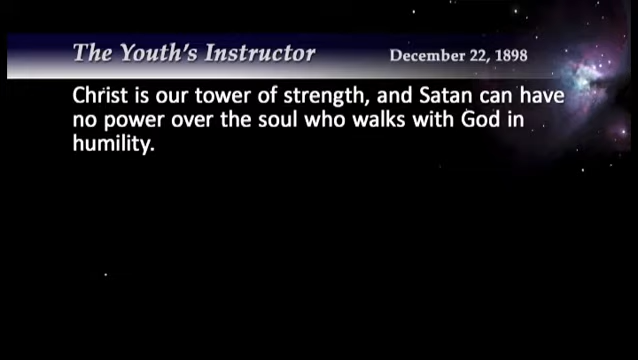 The Youth's Instructor
December 22, 1898
Christ is our tower of strength, and Satan can have
no power over the soul who walks with God in
humility.